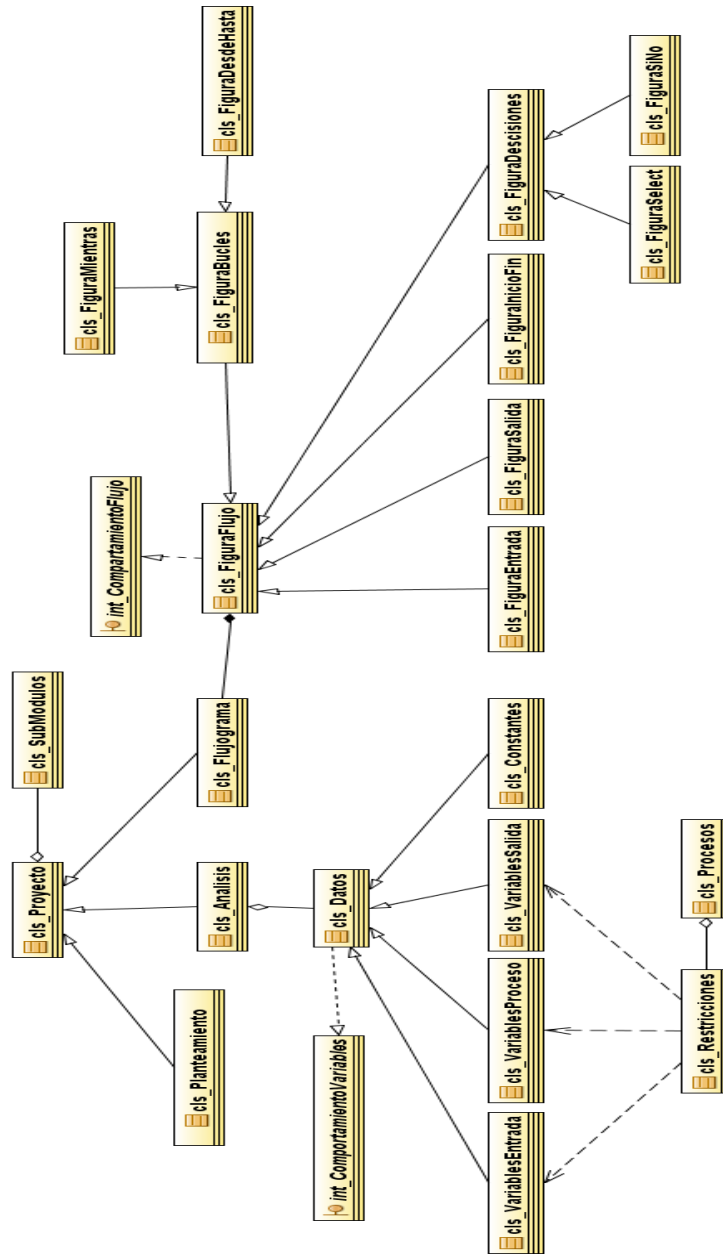 cls_SubModulos
cls_Proyecto
cls_Planteamiento
cls_Analisis
cls_Flujograma
int_CompartamientoFlujo
cls_FiguraFlujo
cls_FiguraMientras
cls_FiguraBucles
cls_FiguraDesdeHasta
int_ComportamientoVariables
cls_Datos
cls_VariablesEntrada
cls_VariablesProceso
cls_VariablesSalida
cls_Constantes
cls_FiguraEntrada
cls_FiguraSalida
cls_FiguraInicioFin
cls_FiguraDescisiones
cls_Restricciones
cls_Procesos
cls_FiguraSelect
cls_FiguraSiNo